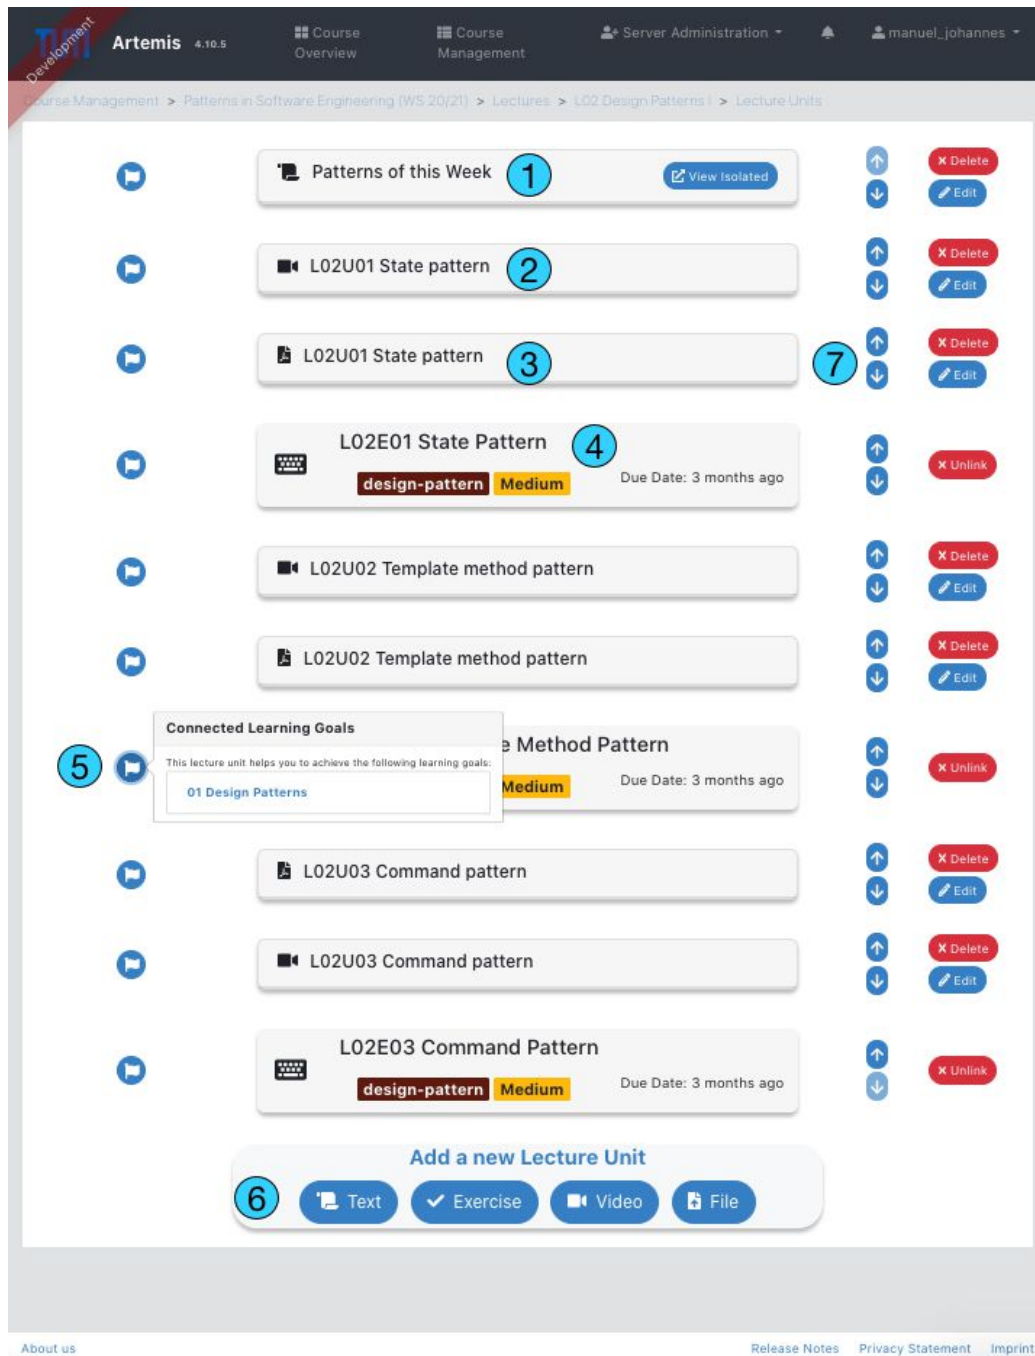 TUM Artemis 4.10.5 Course Overview Course Management Server Administration manuel_johannes
Development
Course Management > Patterns in Software Engineering (WS 20/21) > Lectures > L02 Design Patterns I > Lecture Units
Patterns of this Week 1 View Isolated Delete
Edit
L02U01 State pattern 2 Delete
Edit
L02U01 State pattern 3 7 Delete
Edit
L02E01 State Pattern 4
design-pattern Medium Due Date: 3 months ago Unlink
L02U02 Template method pattern Delete
Edit
L02U02 Template method pattern Delete
Edit
Connected Learning Goals
e Method Pattern
5 This lecture unit helps you to achieve the following learning goals: Unlink
01 Design Patterns Medium Due Date: 3 months ago
L02U03 Command pattern Delete
Edit
L02U03 Command pattern Delete
Edit
L02E03 Command Pattern
design-pattern Medium Due Date: 3 months ago Unlink
Add a new Lecture Unit
6 Text Exercise Video File
About us Release Notes Privacy Statement Imprint